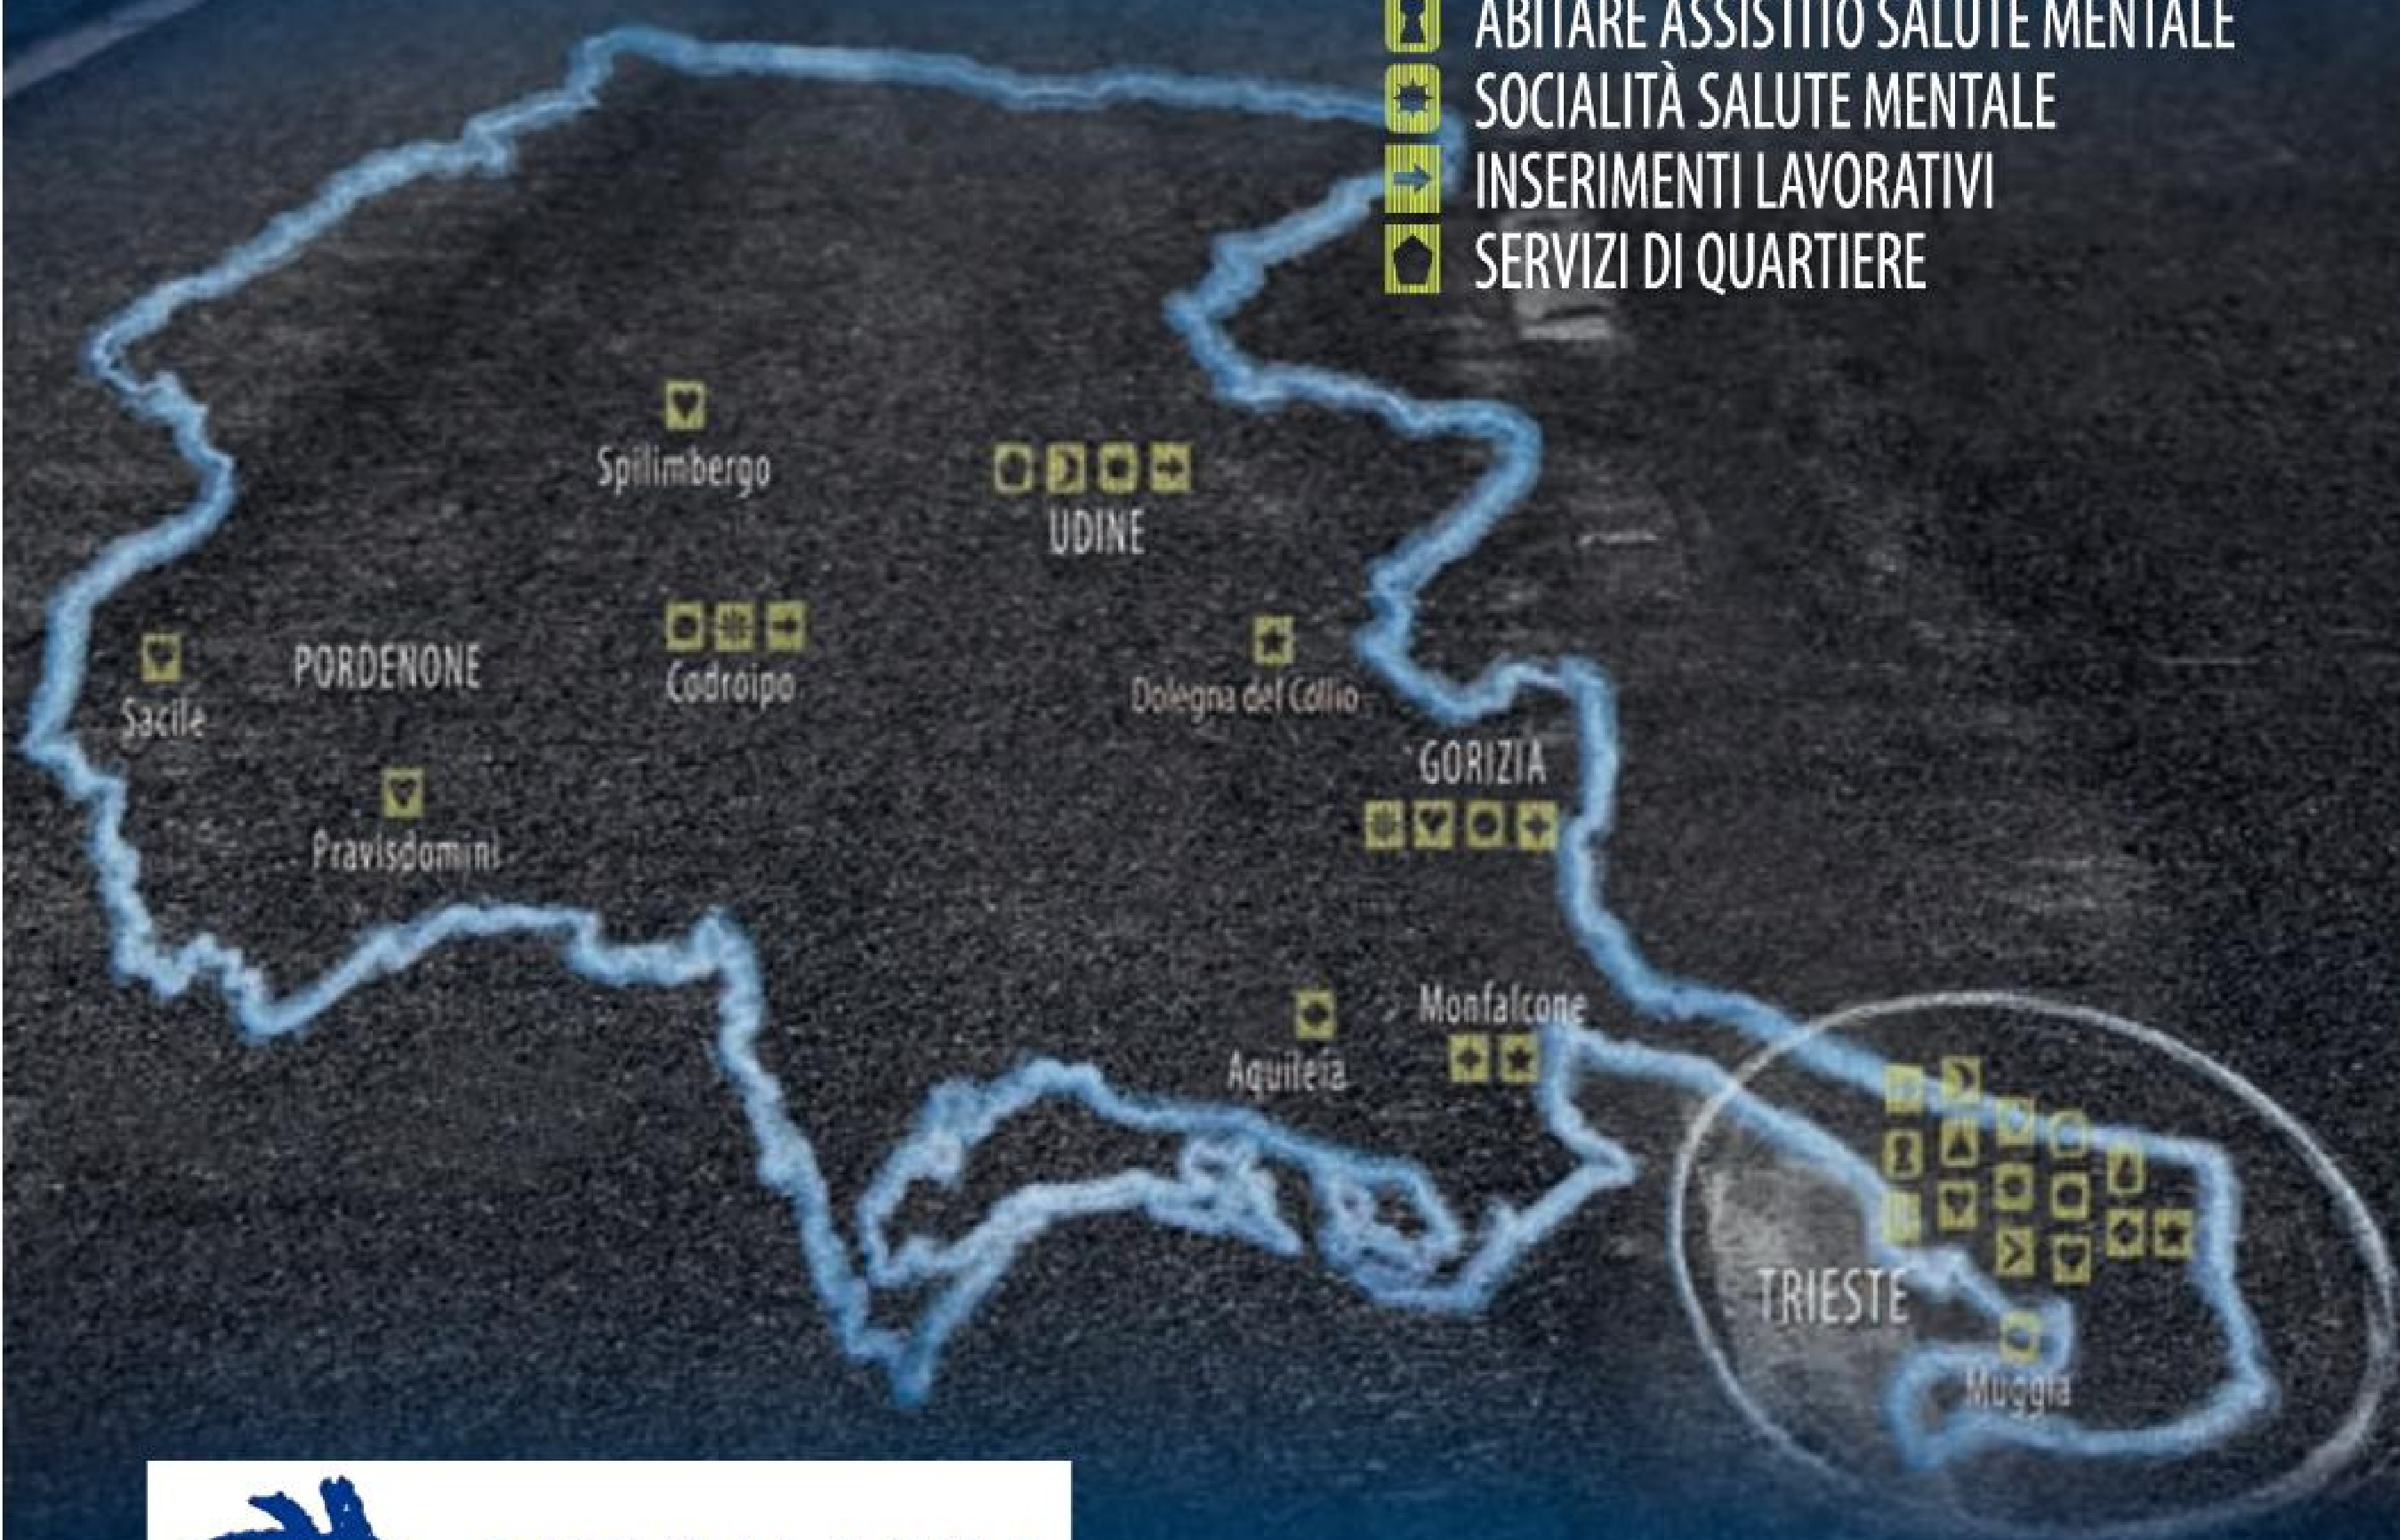 ABITARE ASSISTITO SALUTE MENTALE
SOCIALITÀ SALUTE MENTALE
INSERIMENTI LAVORATIVI
SERVIZI DI QUARTIERE
Spilimbergo
UDINE
PORDENONE
Codroipo
Sacile
Dolegna del Collio
GORIZIA
Pravisdomini
Monfalcone
Aquileia
TRIESTE
Muggia